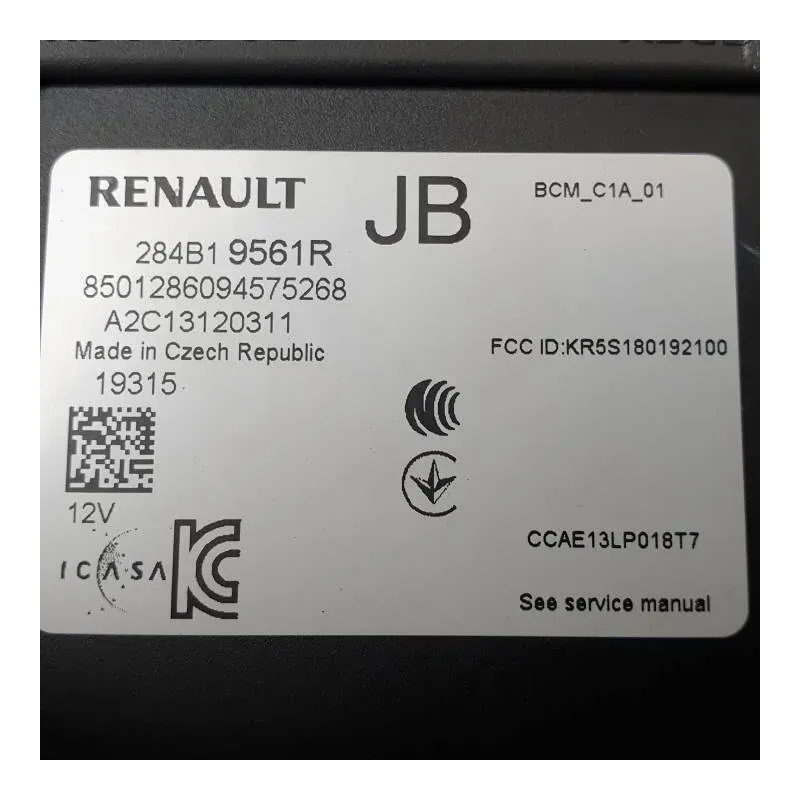 RENAULT
JB
BCM_C1A_01
284B1 9561R
8501286094575268
A2C13120311
Made in Czech Republic
FCC ID:KR5S180192100
19315
12V
CCAE13LP018T7
ICASA
KC
See service manual